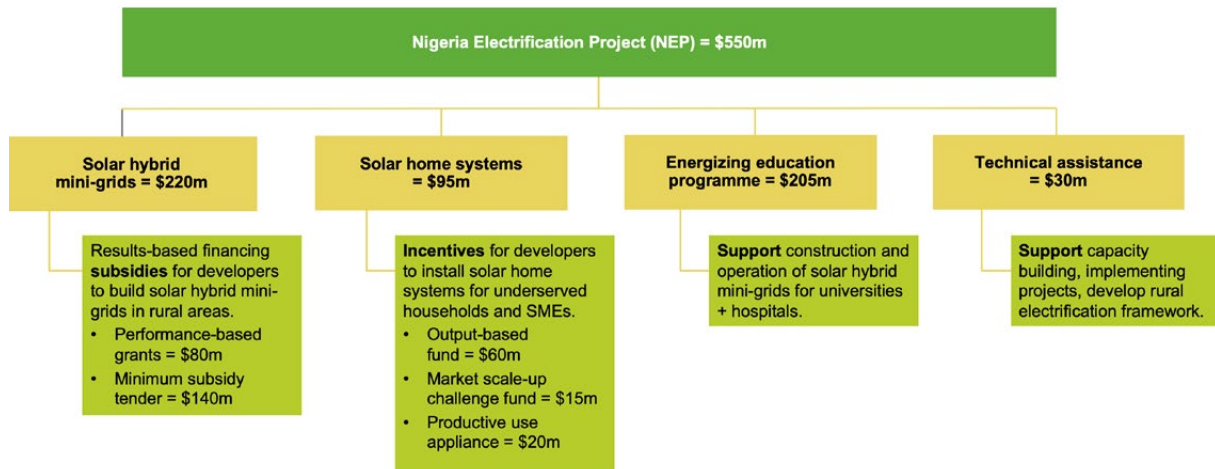 Nigeria Electrification Project (NEP) = $550m
Solar hybrid
mini-grids = $220m
Results-based financing
subsidies for developers
to build solar hybrid mini-
grids in rural areas.
• Performance-based
grants = $80m
• Minimum subsidy
tender = $140m
Solar home systems
= $95m
Incentives for developers
to install solar home
systems for underserved
households and SMEs.
• Output-based
fund = $60m
• Market scale-up
challenge fund = $15m
• Productive use
appliance = $20m
Energizing education
programme = $205m
Support construction and
operation of solar hybrid
mini-grids for universities
+ hospitals.
Technical assistance
= $30m
Support capacity
building, implementing
projects, develop rural
electrification framework.